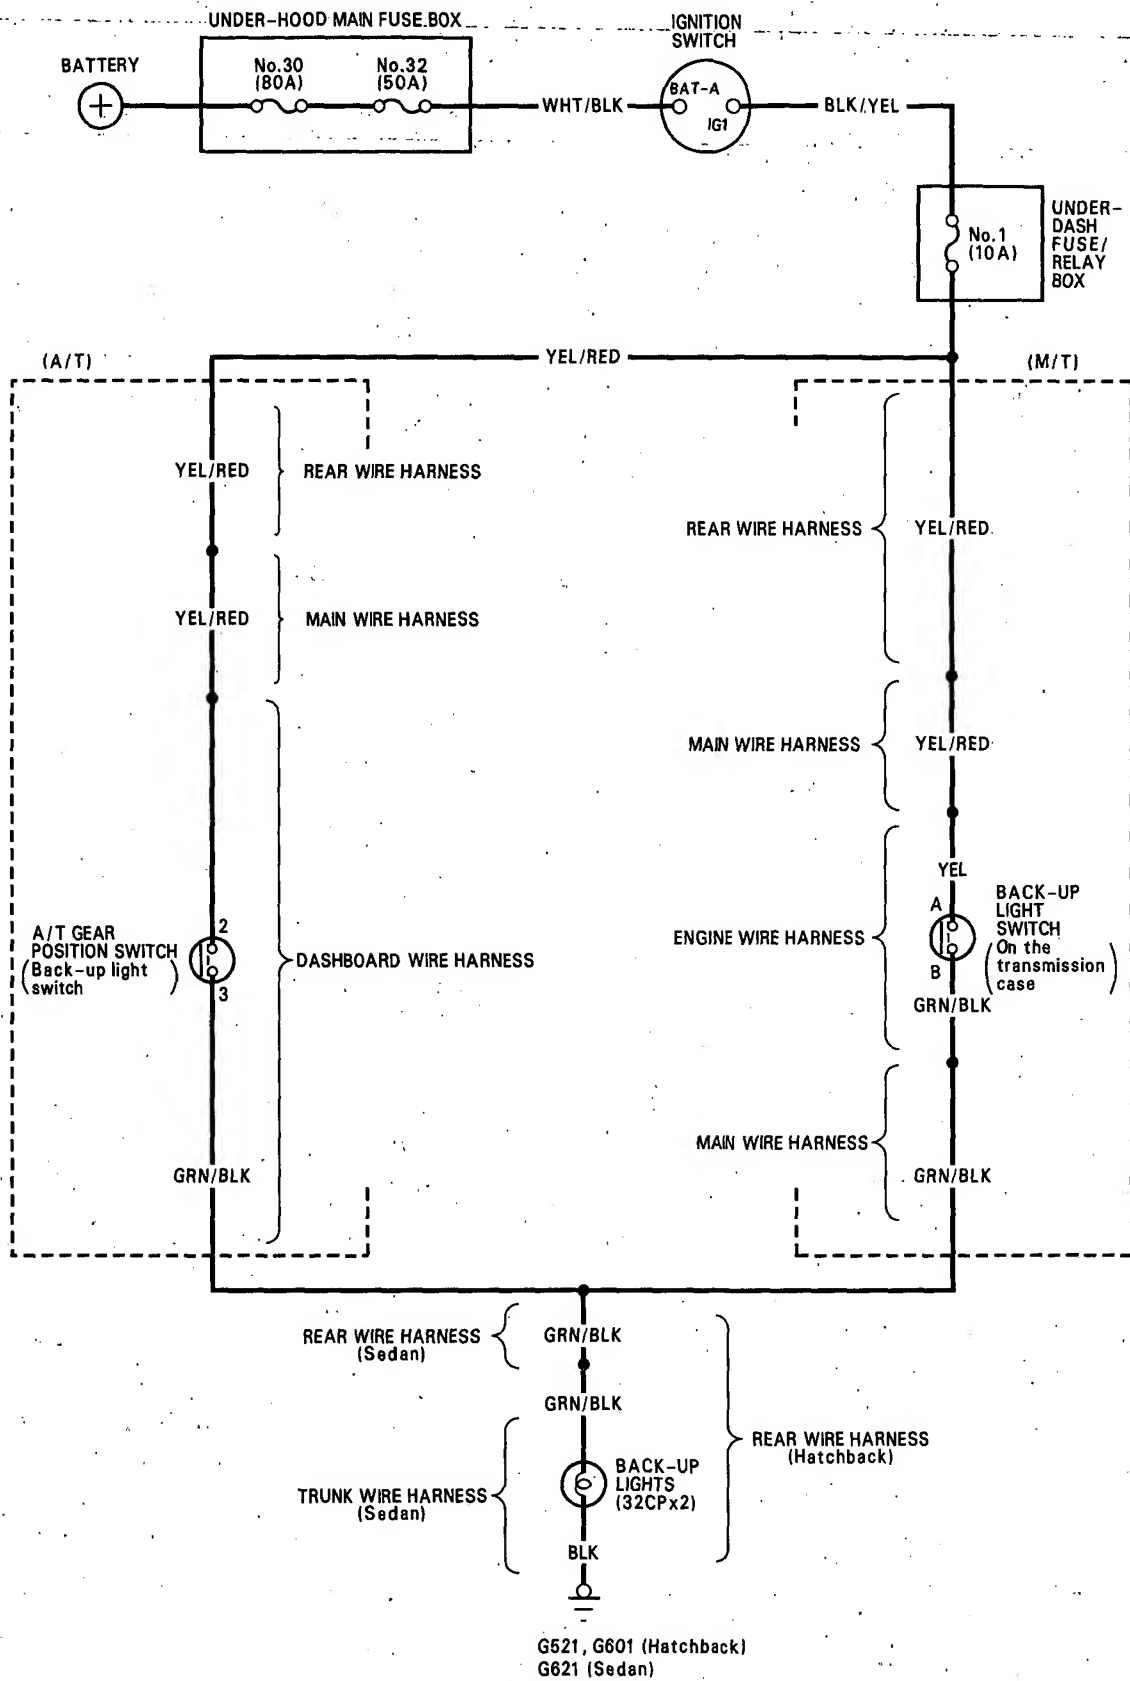 UNDER-HOOD MAIN FUSE BOX
IGNITION
SWITCH
BATTERY
No.30
(80A)
No.32
(50A)
+
WHT/BLK
BAT-A
IG1
BLK/YEL
No.1
(10A)
UNDER-
DASH
FUSE/
RELAY
BOX
(A/T)
YEL/RED
(M/T)
YEL/RED
REAR WIRE HARNESS
REAR WIRE HARNESS
YEL/RED
YEL/RED
MAIN WIRE HARNESS
MAIN WIRE HARNESS
YEL/RED
YEL
A
B
BACK-UP
LIGHT
SWITCH
(On the
transmission
case)
ENGINE WIRE HARNESS
A/T GEAR
POSITION SWITCH
(Back-up light
switch)
2
3
DASHBOARD WIRE HARNESS
GRN/BLK
MAIN WIRE HARNESS
GRN/BLK
GRN/BLK
REAR WIRE HARNESS
(Sedan)
GRN/BLK
GRN/BLK
REAR WIRE HARNESS
(Hatchback)
BACK-UP
LIGHTS
(32CPx2)
TRUNK WIRE HARNESS
(Sedan)
BLK
G521, G601 (Hatchback)
G621 (Sedan)